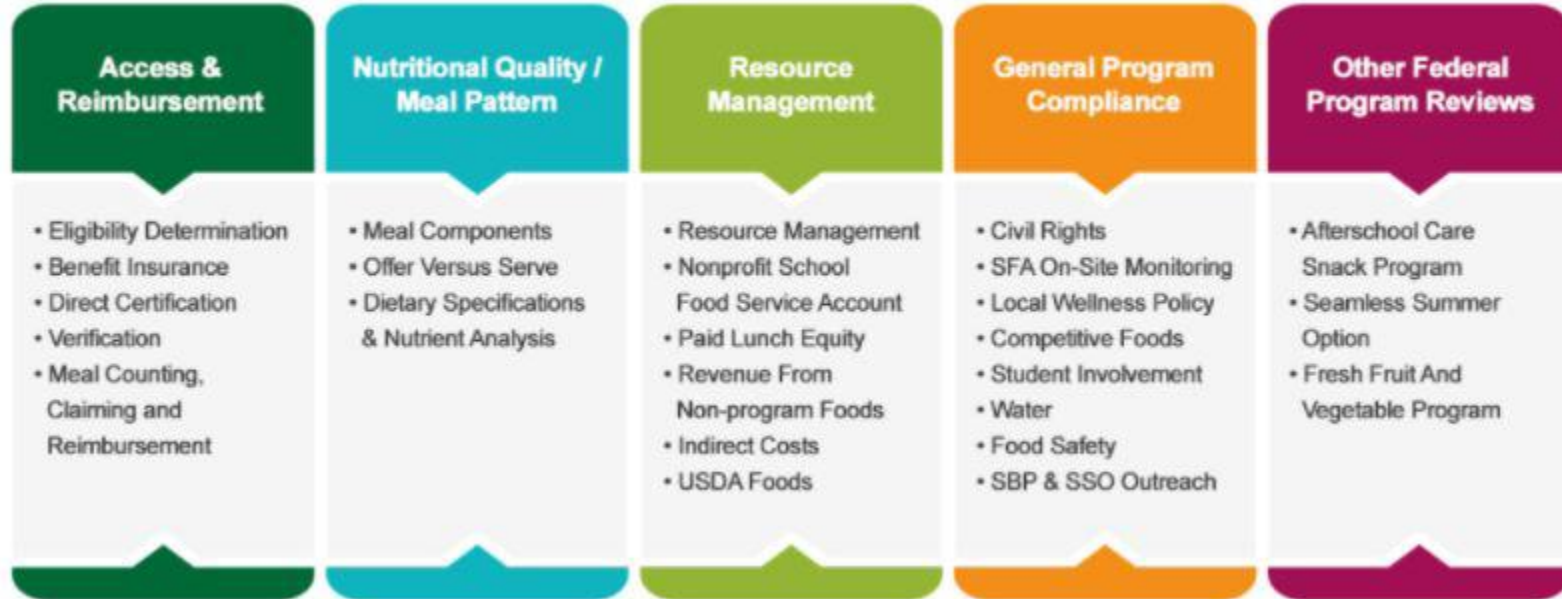 Access &
Reimbursement
• Eligibility Determination
• Benefit Insurance
• Direct Certification
• Verification
• Meal Counting,
Claiming and
Reimbursement
Nutritional Quality /
Meal Pattern
• Meal Components
• Offer Versus Serve
• Dietary Specifications
& Nutrient Analysis
Resource
Management
• Resource Management
• Nonprofit School
Food Service Account
• Paid Lunch Equity
• Revenue From
Non-program Foods
• Indirect Costs
• USDA Foods
General Program
Compliance
• Civil Rights
• SFA On-Site Monitoring
• Local Wellness Policy
• Competitive Foods
• Student Involvement
• Water
• Food Safety
• SBP & SSO Outreach
Other Federal
Program Reviews
• Afterschool Care
Snack Program
• Seamless Summer
Option
• Fresh Fruit And
Vegetable Program